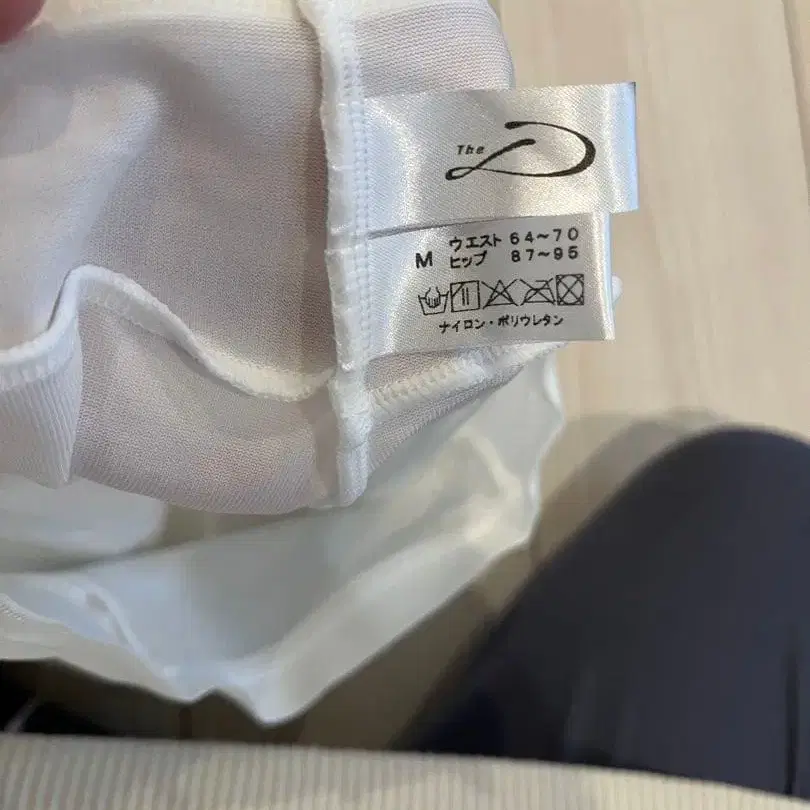 The D
M
ウエスト 64~70
ヒップ 87~95
ナイロン・ポリウレタン